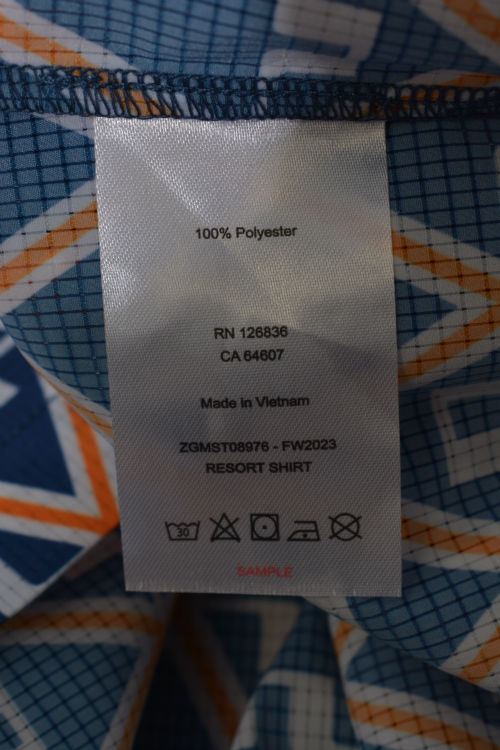 100% Polyester
RN 126836
CA 64607
Made in Vietnam
ZGMST08976 - FW2023
RESORT SHIRT
30
SAMPLE